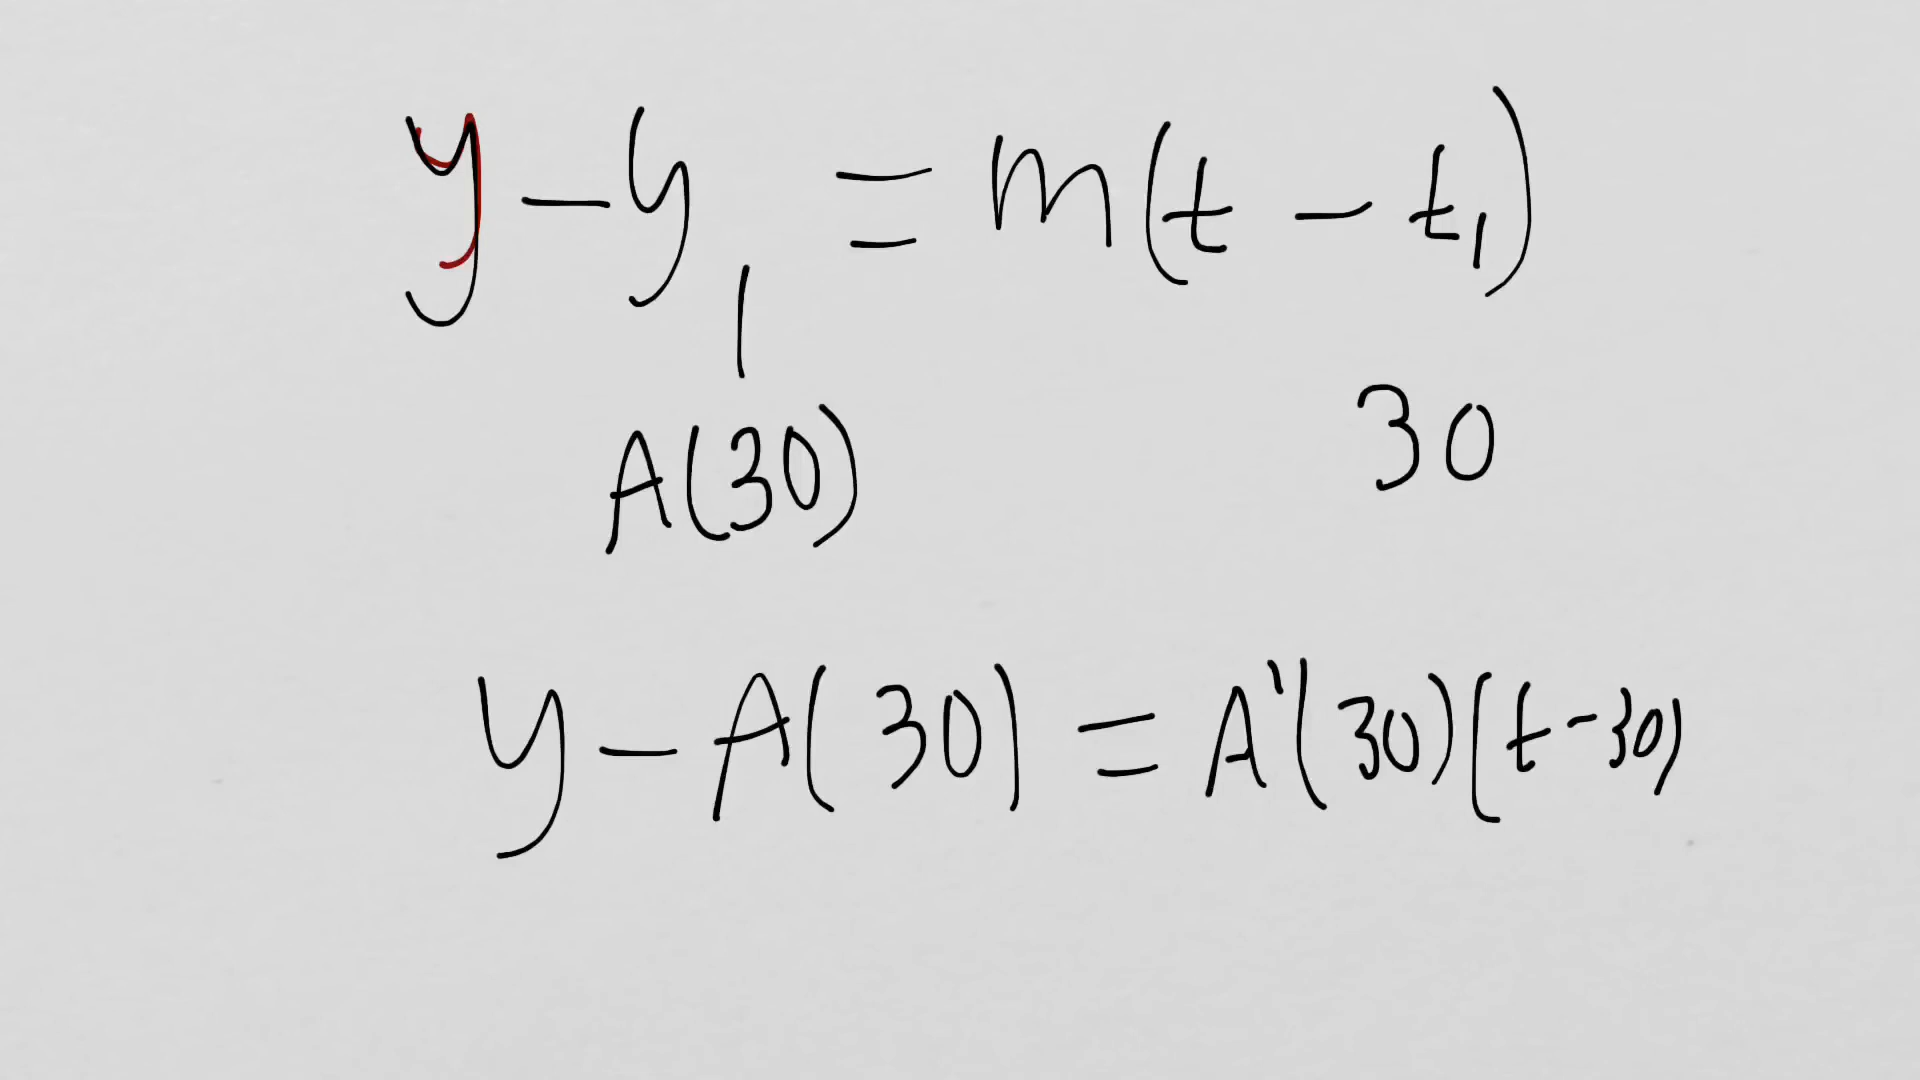 y - y₁ = m(t - t₁)
A(30) 30
y - A(30) = A'(30)(t - 30)